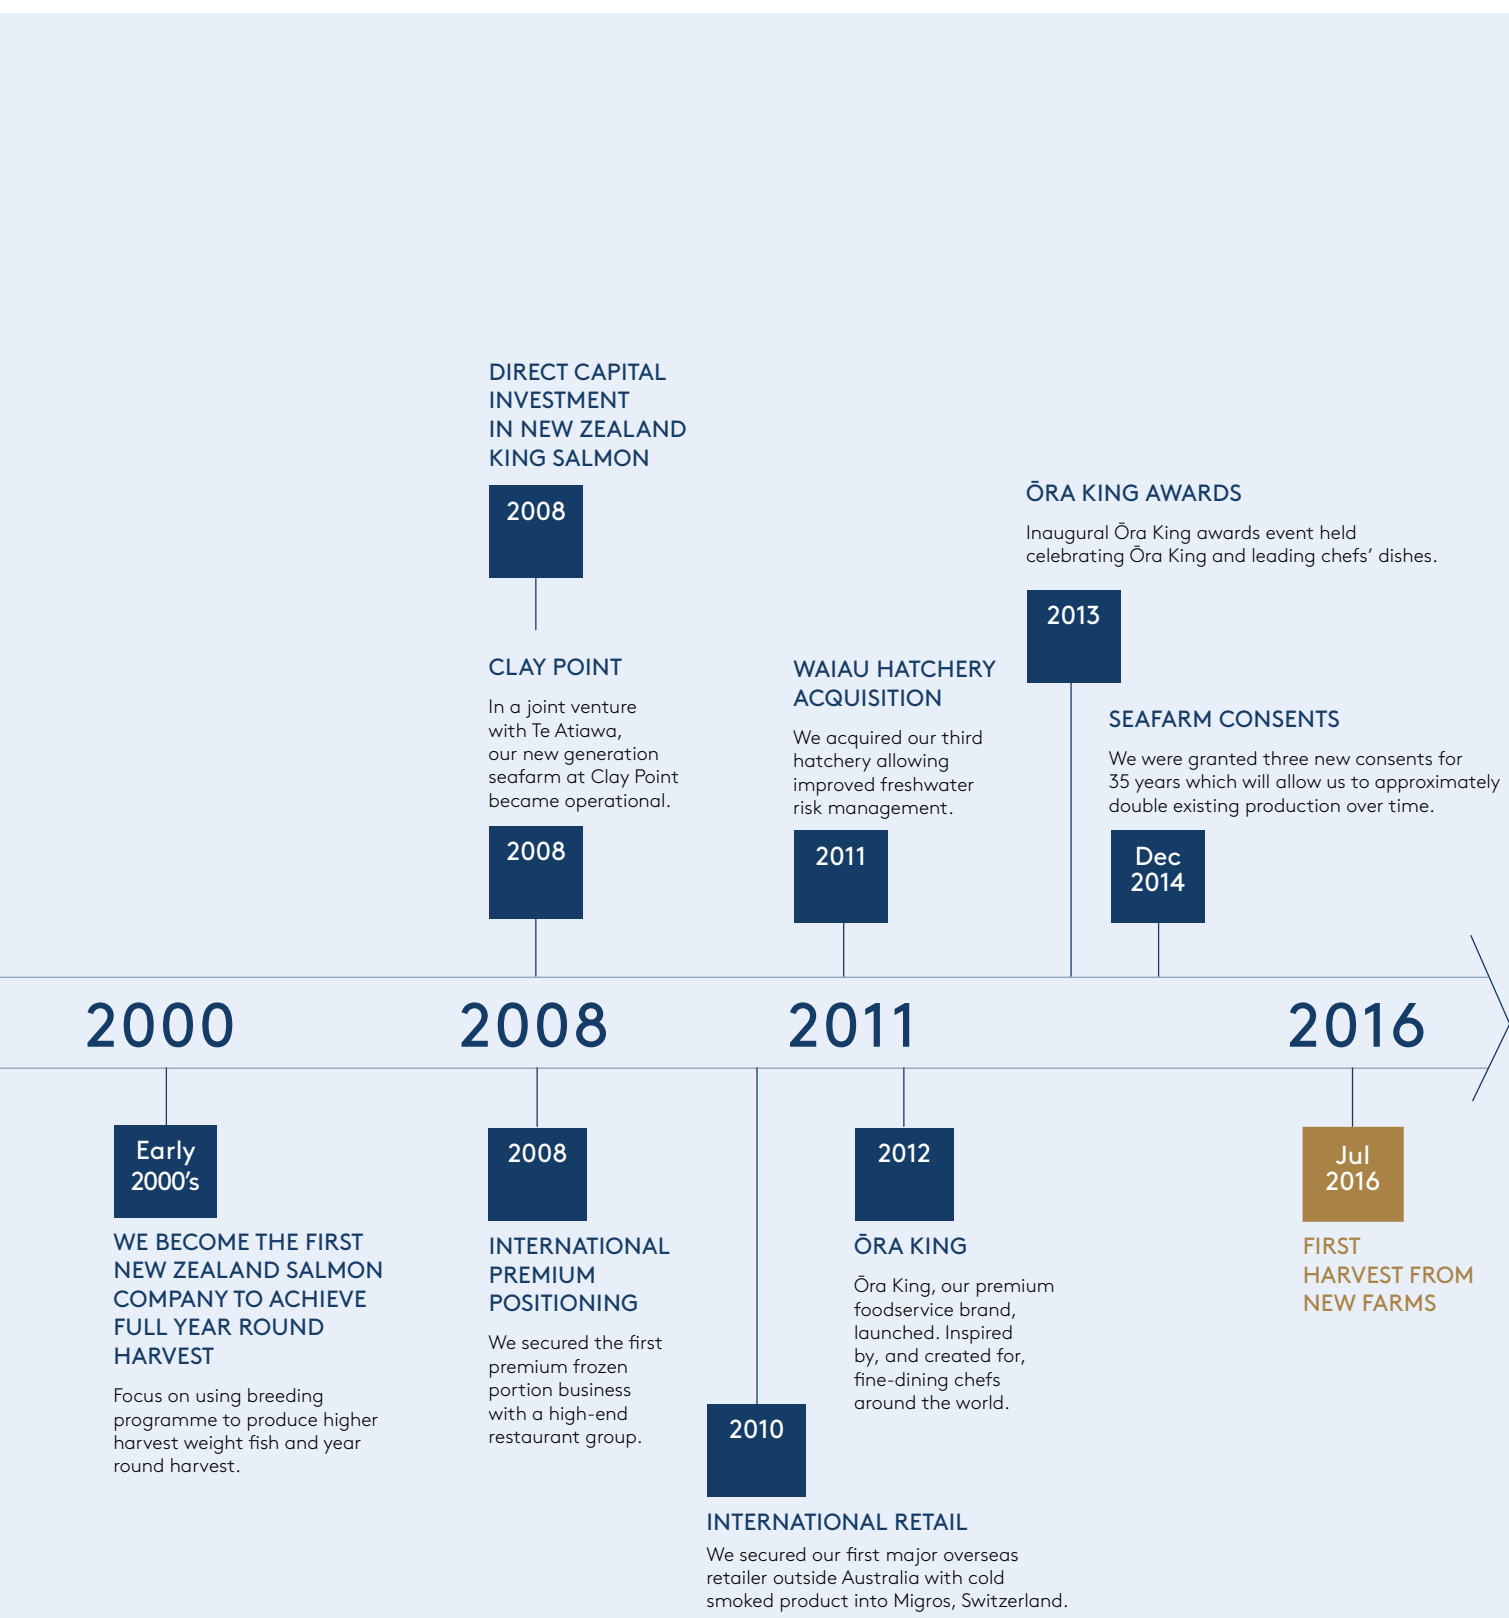 DIRECT CAPITAL
INVESTMENT
IN NEW ZEALAND
KING SALMON
2008
CLAY POINT
In a joint venture
with Te Atiawa,
our new generation
seafarm at Clay Point
became operational.
2008
WAIAU HATCHERY
ACQUISITION
We acquired our third
hatchery allowing
improved freshwater
risk management.
2011
ŌRA KING AWARDS
Inaugural Ōra King awards event held
celebrating Ōra King and leading chefs’ dishes.
2013
SEAFARM CONSENTS
We were granted three new consents for
35 years which will allow us to approximately
double existing production over time.
Dec
2014
2000
2008
2011
2016
Early
2000’s
WE BECOME THE FIRST
NEW ZEALAND SALMON
COMPANY TO ACHIEVE
FULL YEAR ROUND
HARVEST
Focus on using breeding
programme to produce higher
harvest weight fish and year
round harvest.
2008
INTERNATIONAL
PREMIUM
POSITIONING
We secured the first
premium frozen
portion business
with a high-end
restaurant group.
2010
INTERNATIONAL RETAIL
We secured our first major overseas
retailer outside Australia with cold
smoked product into Migros, Switzerland.
2012
ŌRA KING
Ōra King, our premium
foodservice brand,
launched. Inspired
by, and created for,
fine-dining chefs
around the world.
Jul
2016
FIRST
HARVEST FROM
NEW FARMS